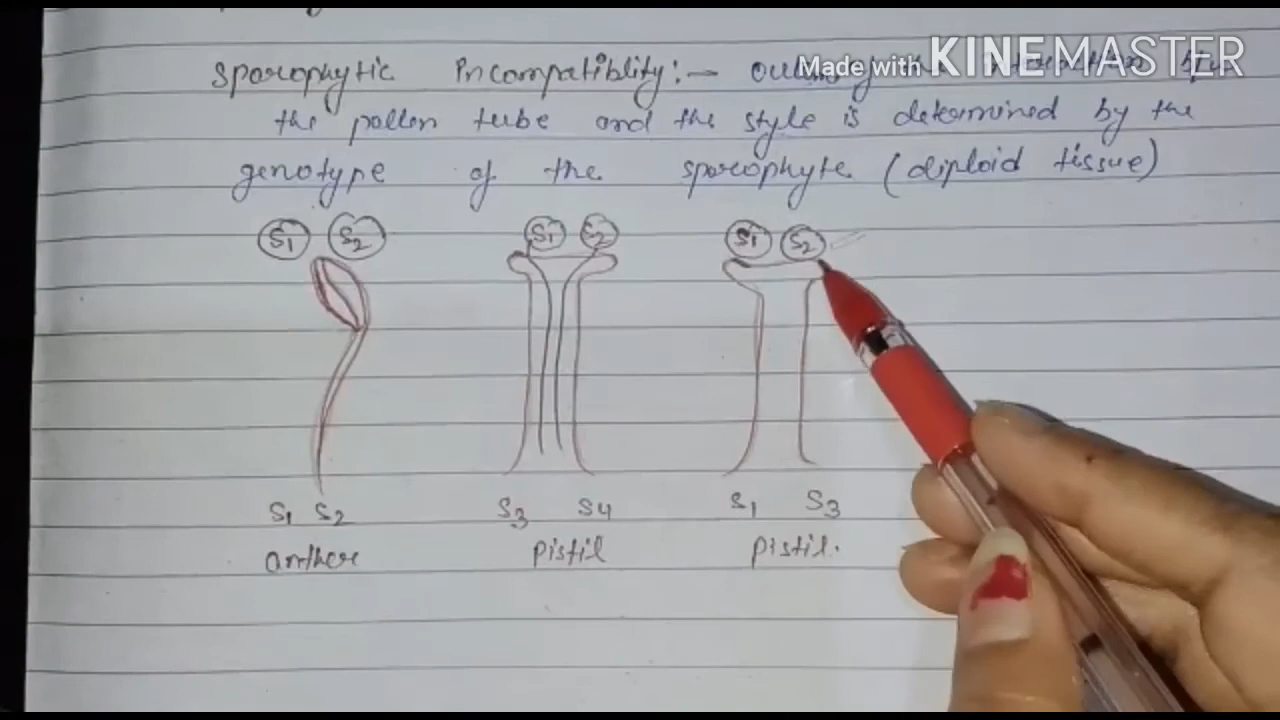 Made with KINEMASTER
Sporophytic Incompatiblity:-
the pollen tube and the style is determined by the
genotype of the sporophyte (diploid tissue)
S1 S2 S1 S2 S1 S2
S1 S2 S3 S4 S1 S3
anther Pistil Pistil.